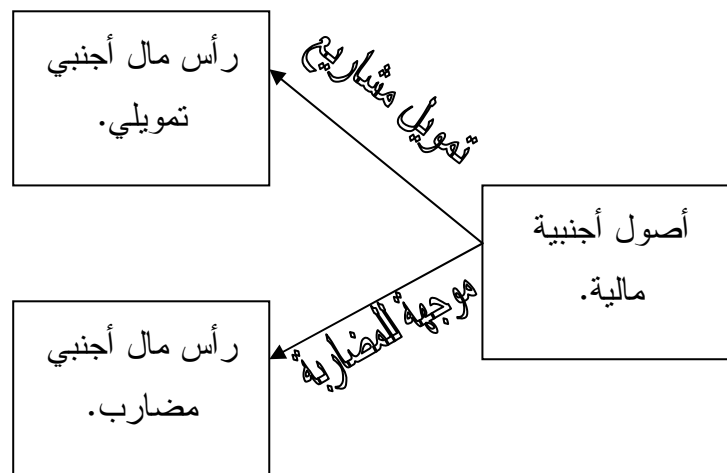 أصول أجنبية
مالية.
تمويل مشاريع
رأس مال أجنبي
تمويلي.
موجهة للمضاربة
رأس مال أجنبي
مضارب.